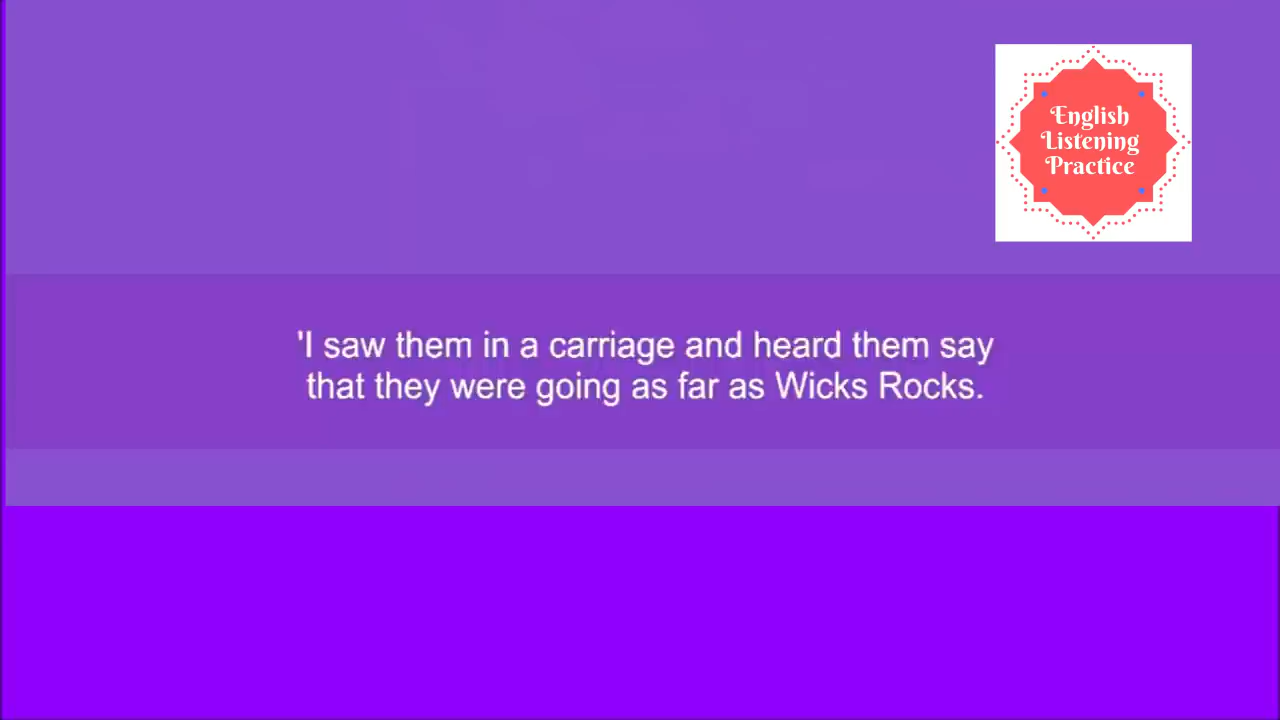 English
Listening
Practice
'I saw them in a carriage and heard them say
that they were going as far as Wicks Rocks.